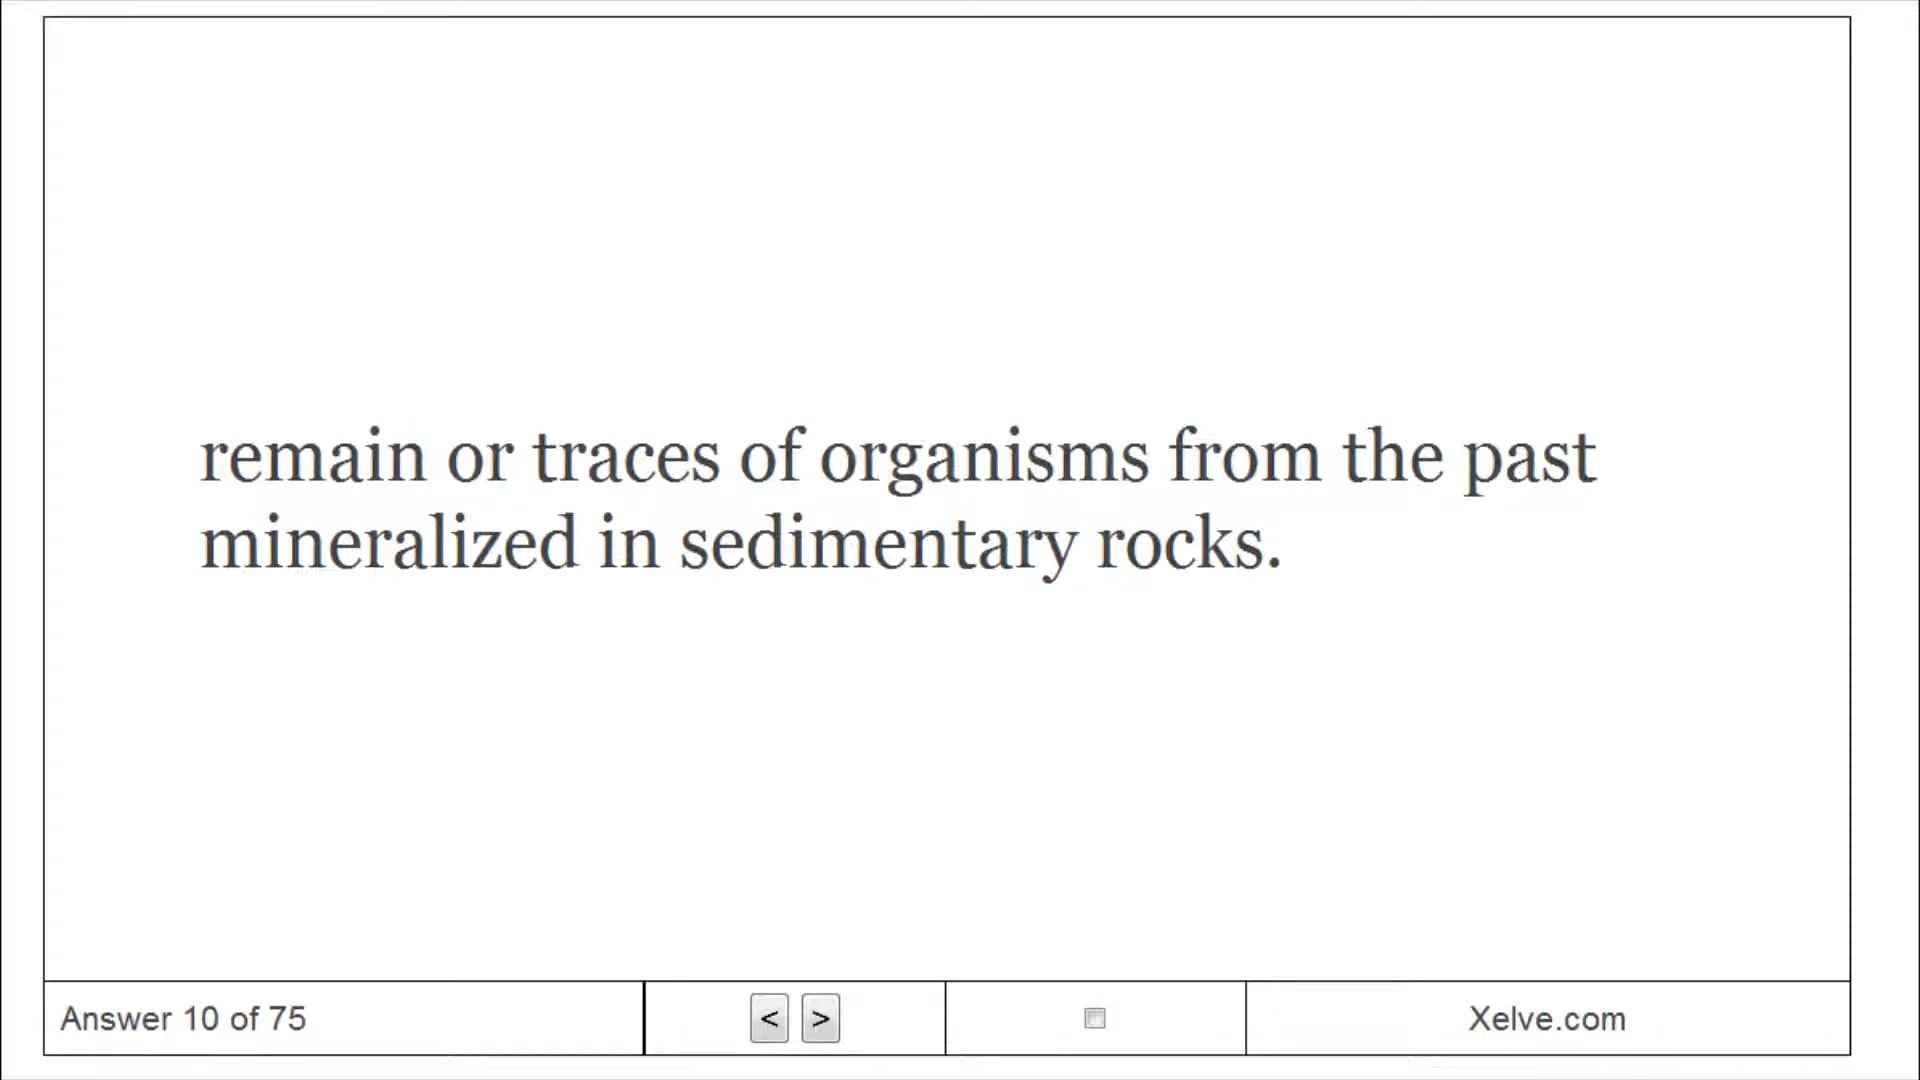 remain or traces of organisms from the past
mineralized in sedimentary rocks.
Answer 10 of 75
< >
Xelve.com